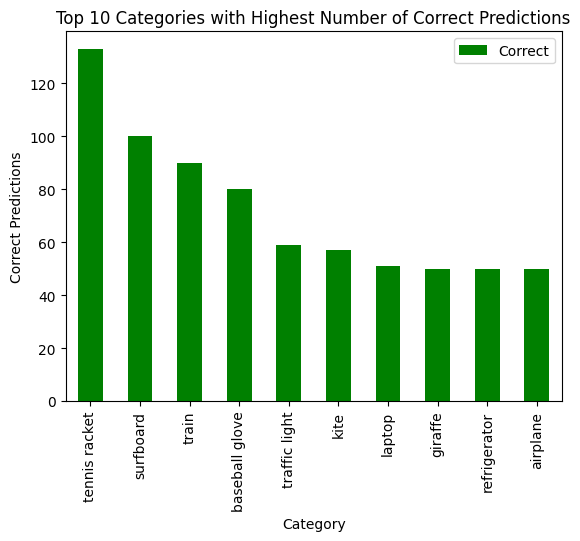 Top 10 Categories with Highest Number of Correct Predictions
Correct
Correct Predictions
120
100
80
60
40
20
0
tennis racket
surfboard
train
baseball glove
traffic light
kite
laptop
giraffe
refrigerator
airplane
Category